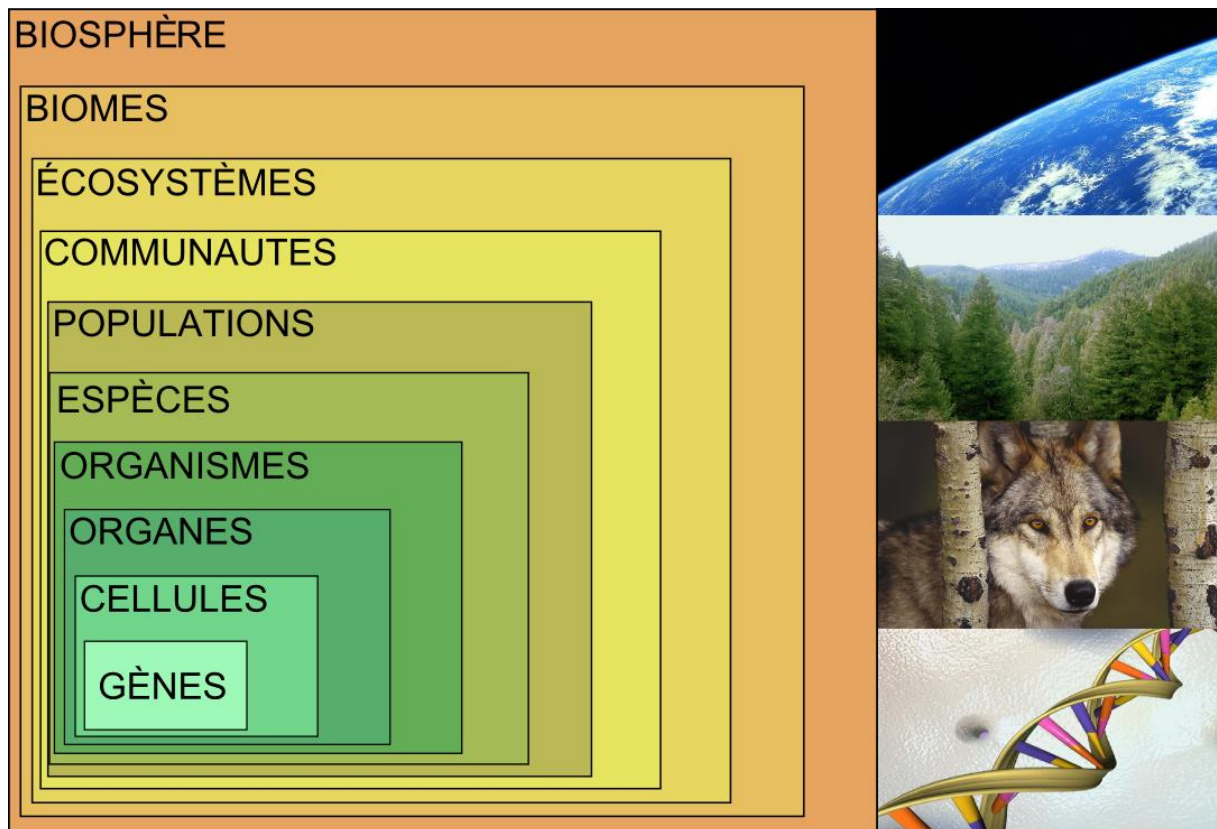 BIOSPHÈRE
BIOMES
ÉCOSYSTÈMES
COMMUNAUTES
POPULATIONS
ESPÈCES
ORGANISMES
ORGANES
CELLULES
GÈNES